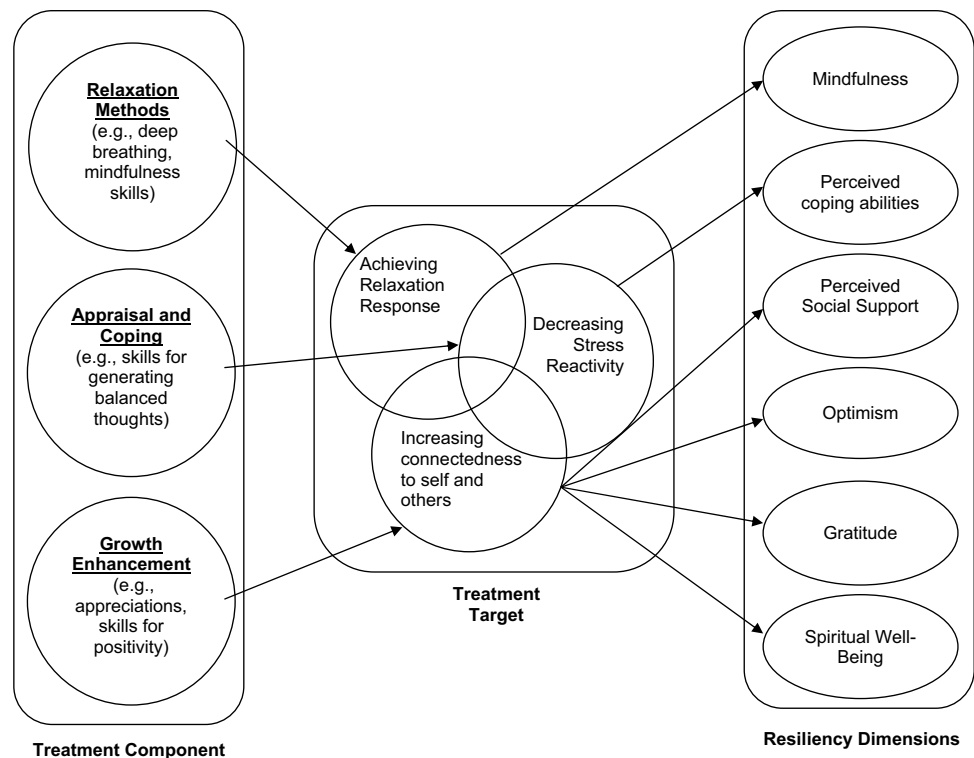 Relaxation
Methods
(e.g., deep
breathing,
mindfulness
skills)
Appraisal and
Coping
(e.g., skills for
generating
balanced
thoughts)
Growth
Enhancement
(e.g.,
appreciations,
skills for
positivity)
Treatment Component
Achieving
Relaxation
Response
Decreasing
Stress
Reactivity
Increasing
connectedness
to self and
others
Treatment
Target
Mindfulness
Perceived
coping abilities
Perceived
Social Support
Optimism
Gratitude
Spiritual Well-
Being
Resiliency Dimensions